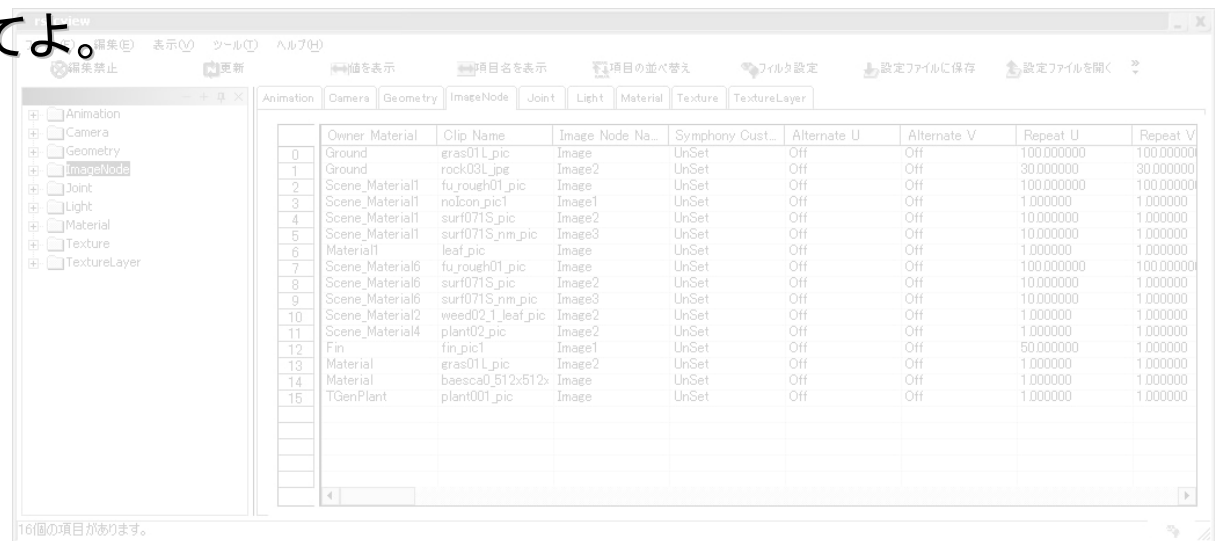 rsrcview
てよ。
編集(E) 表示(V) ツール(T) ヘルプ(H)
編集禁止 更新 値を表示 項目名を表示 項目の並べ替え フィルタ設定 設定ファイルに保存 設定ファイルを開く
Animation Camera Geometry ImageNode Joint Light Material Texture TextureLayer
Animation
Camera
Geometry
ImageNode
Joint
Light
Material
Texture
TextureLayer
Owner Material Clip Name Image Node Na... Symphony Cust... Alternate U Alternate V Repeat U Repeat V
0 Ground gras01L_pic Image UnSet Off Off 100.000000 100.000000
1 Ground rock03L_jpg Image2 UnSet Off Off 30.000000 30.000000
2 Scene_Material1 fu_rough01_pic Image UnSet Off Off 100.000000 100.000000
3 Scene_Material1 noIcon_pic1 Image1 UnSet Off Off 1.000000 1.000000
4 Scene_Material1 surf071S_pic Image2 UnSet Off Off 10.000000 1.000000
5 Scene_Material1 surf071S_nm_pic Image3 UnSet Off Off 10.000000 1.000000
6 Material1 leaf_pic Image UnSet Off Off 1.000000 1.000000
7 Scene_Material6 fu_rough01_pic Image UnSet Off Off 100.000000 100.000000
8 Scene_Material6 surf071S_pic Image2 UnSet Off Off 10.000000 1.000000
9 Scene_Material6 surf071S_nm_pic Image3 UnSet Off Off 10.000000 1.000000
10 Scene_Material2 weed02_1_leaf_pic Image2 UnSet Off Off 1.000000 1.000000
11 Scene_Material4 plant02_pic Image2 UnSet Off Off 1.000000 1.000000
12 Fin fin_pic1 Image1 UnSet Off Off 50.000000 1.000000
13 Material gras01L_pic Image2 UnSet Off Off 1.000000 1.000000
14 Material baesca0_512x512x Image UnSet Off Off 1.000000 1.000000
15 TGenPlant plant001_pic Image UnSet Off Off 1.000000 1.000000
16個の項目があります。